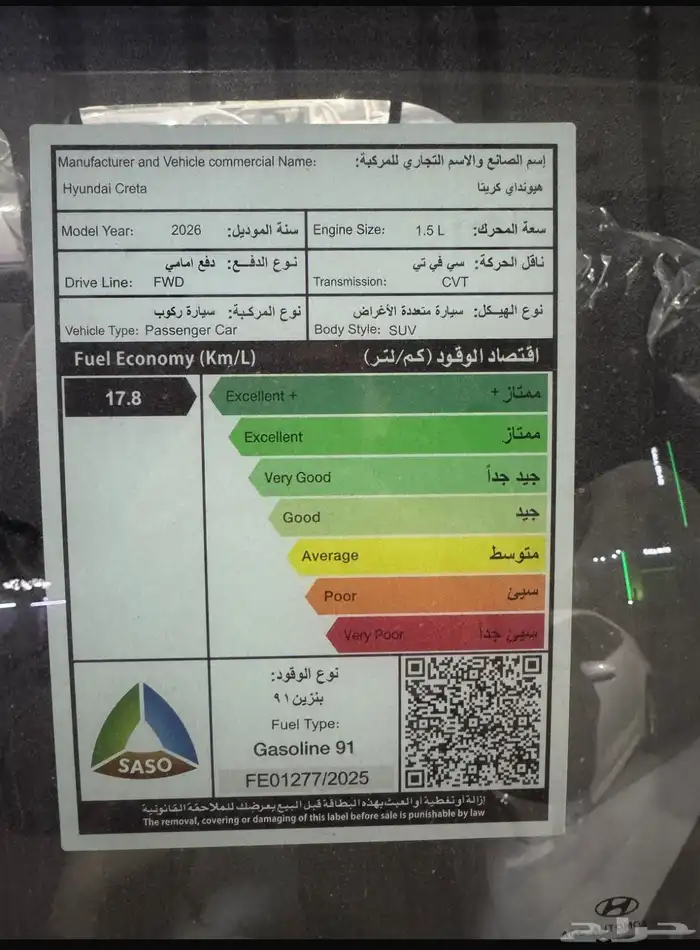 Manufacturer and Vehicle commercial Name: إسم الصانع والاسم التجاري للمركبة:
Hyundai Creta هيونداي كريتا
Model Year: 2026 سنة الموديل: Engine Size: 1.5 L سعة المحرك:
نوع الدفع: دفع امامي ناقل الحركة: سي في تي
Drive Line: FWD Transmission: CVT
نوع المركبة: سيارة ركوب نوع الهيكل: سيارة متعددة الأغراض
Vehicle Type: Passenger Car Body Style: SUV
Fuel Economy (Km/L) اقتصاد الوقود (كم/لتر)
17.8 Excellent + ممتاز +
Excellent ممتاز
Very Good جيد جداً
Good جيد
Average متوسط
Poor سيئ
Very Poor سيئ جداً
نوع الوقود:
بنزين ٩١
Fuel Type:
Gasoline 91
SASO
FE01277/2025
إزالة أو تغطية أو العبث بهذه البطاقة قبل البيع يعرضك للملاحقة القانونية
The removal, covering or damaging of this label before sale is punishable by law
حراج